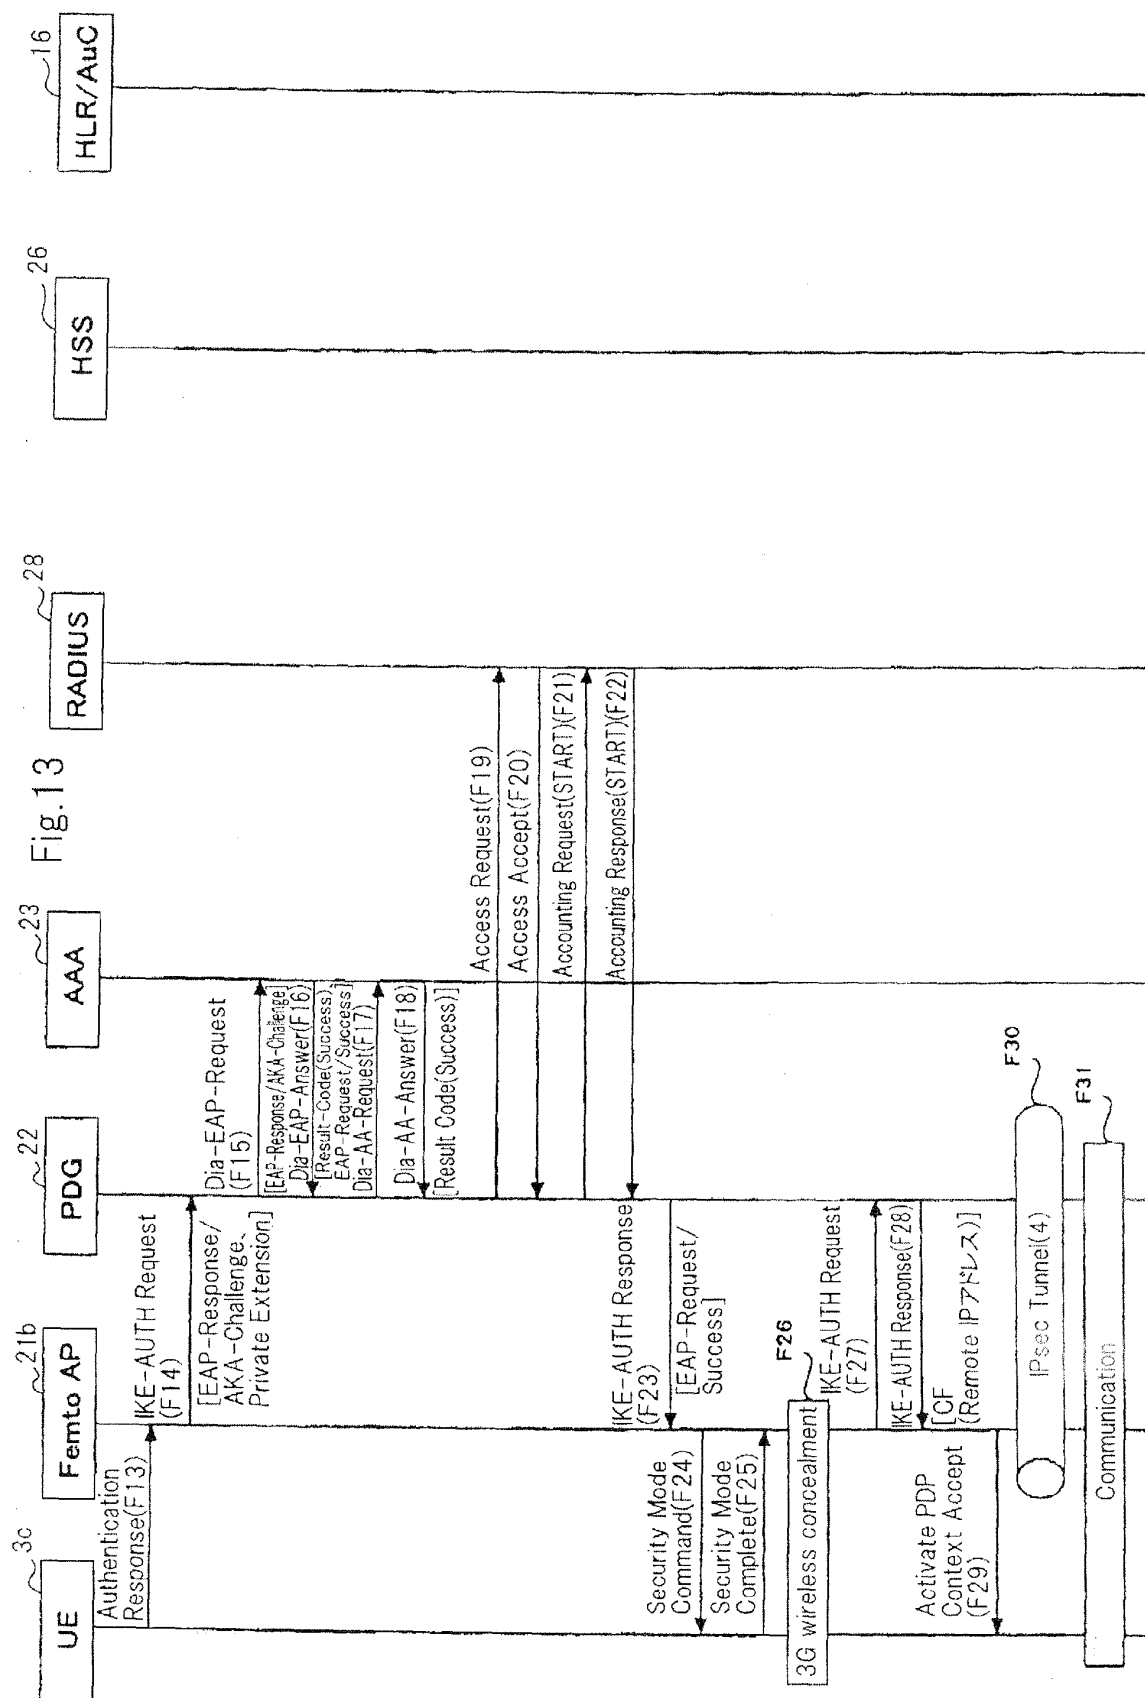 Fig.13
3c
UE
21b
Femto AP
22
PDG
23
AAA
28
RADIUS
26
HSS
16
HLR/AuC
Authentication
Response(F13)
IKE-AUTH Request
(F14)
[EAP-Response/
AKA-Challenge、
Private Extension]
Dia-EAP-Request
(F15)
[EAP-Response/AKA-Challenge]
Dia-EAP-Answer(F16)
[Result-Code(Success),
EAP-Request/Success]
Dia-AA-Request(F17)
Dia-AA-Answer(F18)
[Result Code(Success)]
Access Request(F19)
Access Accept(F20)
Accounting Request(START)(F21)
Accounting Response(START)(F22)
IKE-AUTH Response
(F23)
[EAP-Request/
Success]
Security Mode
Command(F24)
Security Mode
Complete(F25)
F26
3G wireless concealment
IKE-AUTH Request
(F27)
IKE-AUTH Response(F28)
[CF
(Remote IPアドレス)]
Activate PDP
Context Accept
(F29)
F30
IPsec Tunnel(4)
F31
Communication